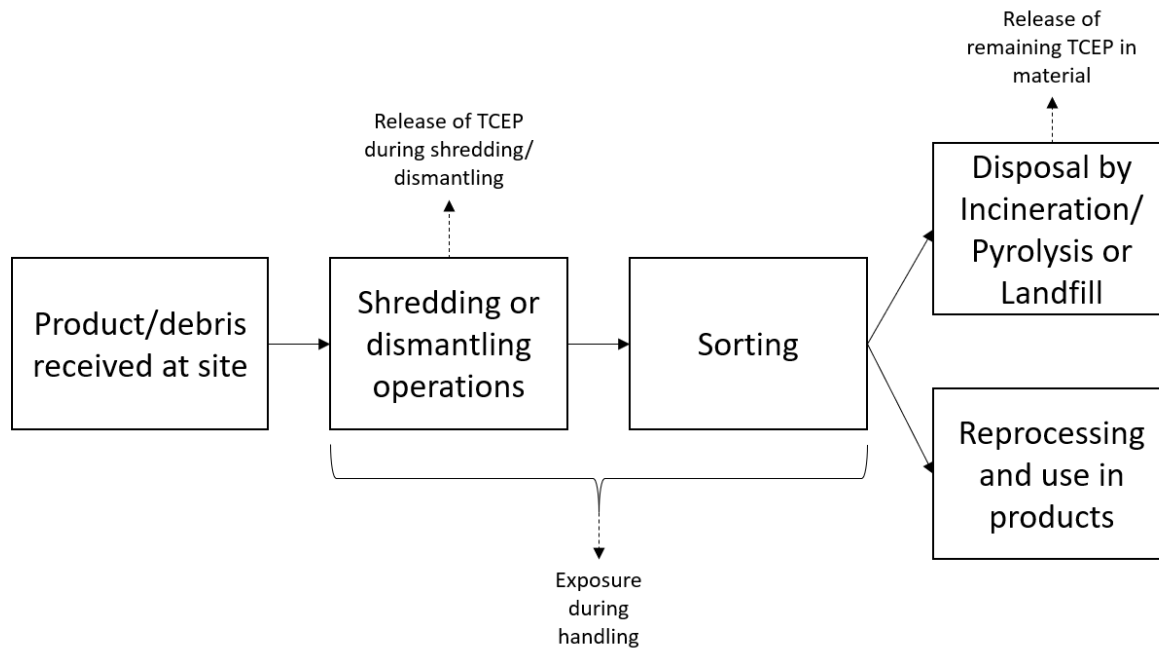 Release of
remaining TCEP in
material
Release of TCEP
during shredding/
dismantling
Product/debris
received at site
Shredding or
dismantling
operations
Sorting
Disposal by
Incineration/
Pyrolysis or
Landfill
Reprocessing
and use in
products
Exposure
during
handling